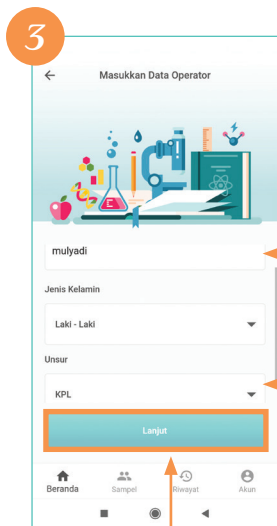 3
Masukkan Data Operator
mulyadi
Jenis Kelamin
Laki - Laki
Unsur
KPL
Lanjut
Beranda Sampel Riwayat Akun